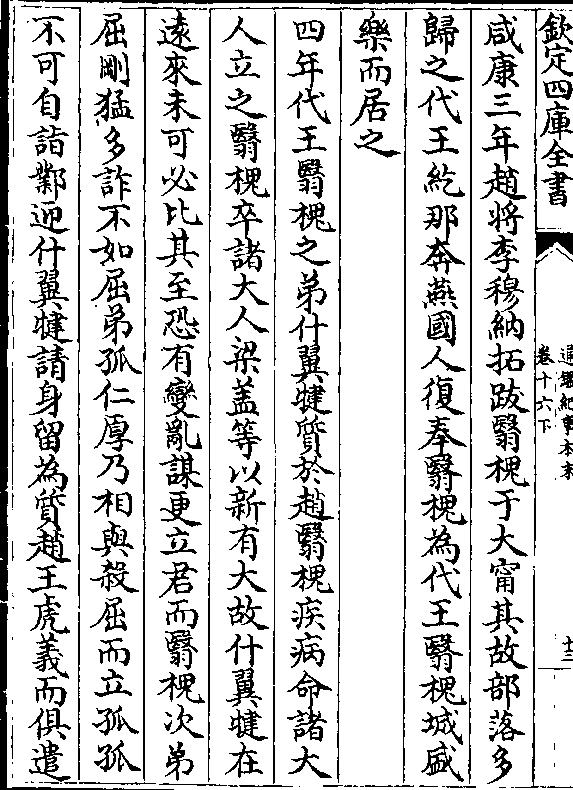 欽定四庫全書
通鑑紀事本末
卷十六下
十三
咸康三年趙將李穆納拓跋翳槐于大甯其故部落多
歸之代王紇那奔燕國人復奉翳槐為代王翳槐城盛
樂而居之
四年代王翳槐之弟什翼犍質於趙翳槐疾病命諸大
人立之翳槐卒諸大人梁盖等以新有大故什翼犍在
遠來未可必比其至恐有變亂謀更立君而翳槐次弟
屈剛猛多詐不如屈弟孤仁厚乃相與殺屈而立孤孤
不可自詣鄴迎什翼犍請身留為質趙王虎義而俱遣